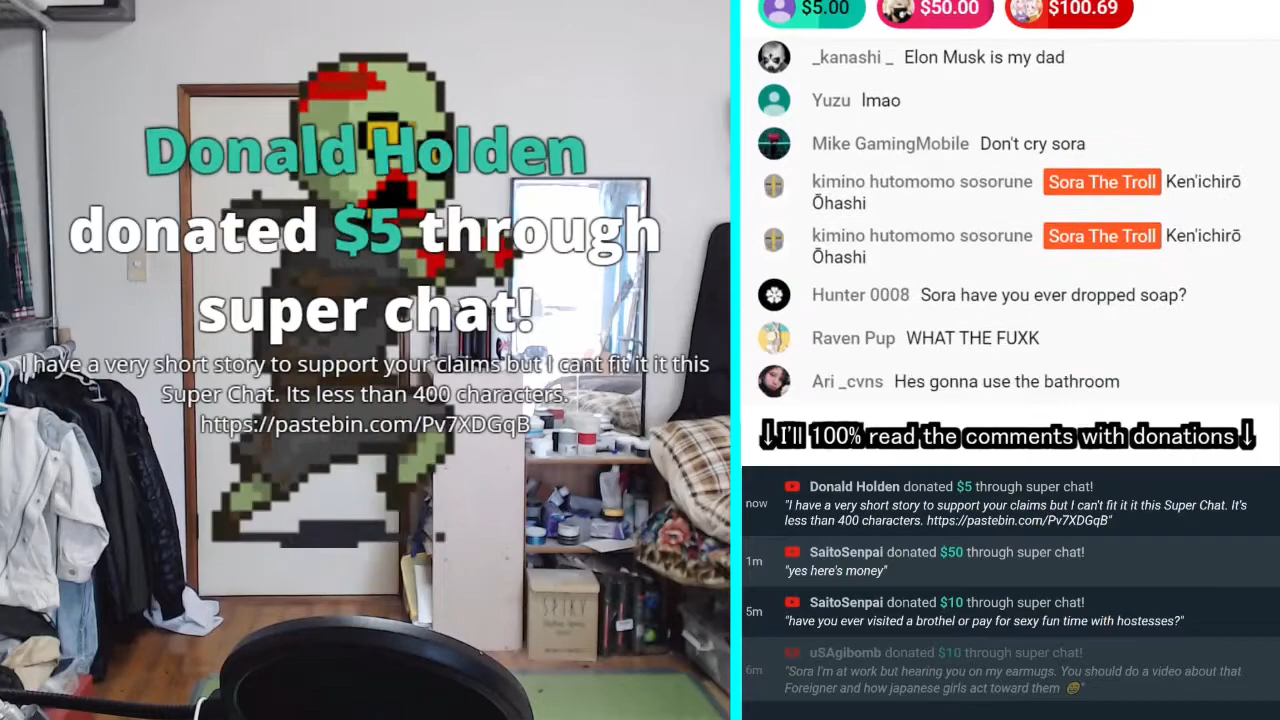 Donald Holden
donated $5 through
super chat!
I have a very short story to support your claims but I cant fit it it this
Super Chat. Its less than 400 characters.
https://pastebin.com/Pv7XDGqB
SPIKY
$5.00 $50.00 $100.69
_kanashi _ Elon Musk is my dad
Yuzu lmao
Mike GamingMobile Don't cry sora
kimino hutomomo sosorune Sora The Troll Ken'ichirō
Ōhashi
kimino hutomomo sosorune Sora The Troll Ken'ichirō
Ōhashi
Hunter 0008 Sora have you ever dropped soap?
Raven Pup WHAT THE FUXK
Ari _cvns Hes gonna use the bathroom
↓I'll 100% read the comments with donations↓
Donald Holden donated $5 through super chat!
now
"I have a very short story to support your claims but I can't fit it it this Super Chat. It's
less than 400 characters. https://pastebin.com/Pv7XDGqB"
SaitoSenpai donated $50 through super chat!
1m
"yes here's money"
SaitoSenpai donated $10 through super chat!
5m
"have you ever visited a brothel or pay for sexy fun time with hostesses?"
uSAgibomb donated $10 through super chat!
6m
"Sora I'm at work but hearing you on my earmugs. You should do a video about that
Foreigner and how japanese girls act toward them 😂"